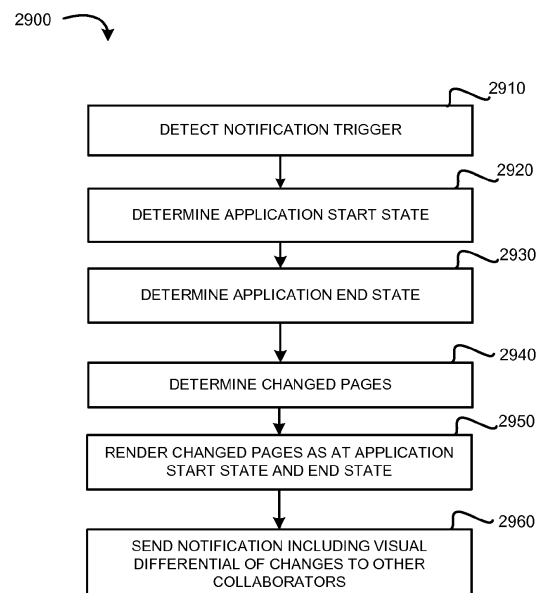 2900
2910
DETECT NOTIFICATION TRIGGER
2920
DETERMINE APPLICATION START STATE
2930
DETERMINE APPLICATION END STATE
2940
DETERMINE CHANGED PAGES
2950
RENDER CHANGED PAGES AS AT APPLICATION
START STATE AND END STATE
2960
SEND NOTIFICATION INCLUDING VISUAL
DIFFERENTIAL OF CHANGES TO OTHER
COLLABORATORS